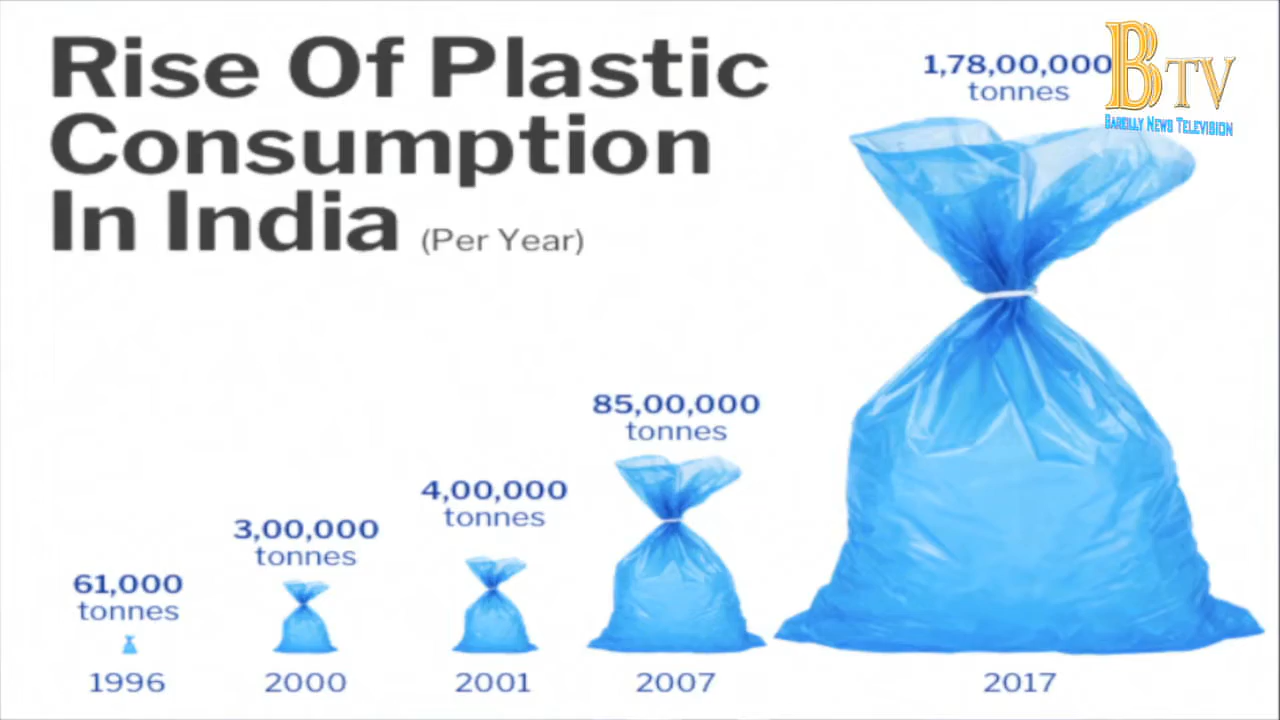 Rise Of Plastic
Consumption
In India (Per Year)
1,78,00,000
tonnes
BTV
BAREILLY NEWS TELEVISION
85,00,000
tonnes
4,00,000
tonnes
3,00,000
tonnes
61,000
tonnes
1996
2000
2001
2007
2017